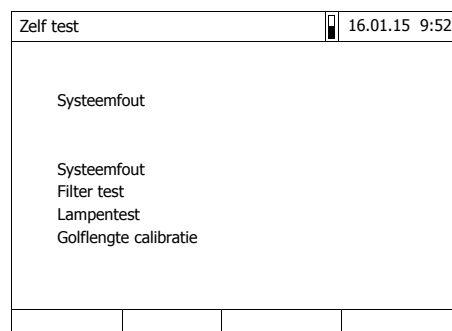 Zelf test 16.01.15 9:52
Systeemfout
Systeemfout
Filter test
Lampentest
Golflengte calibratie